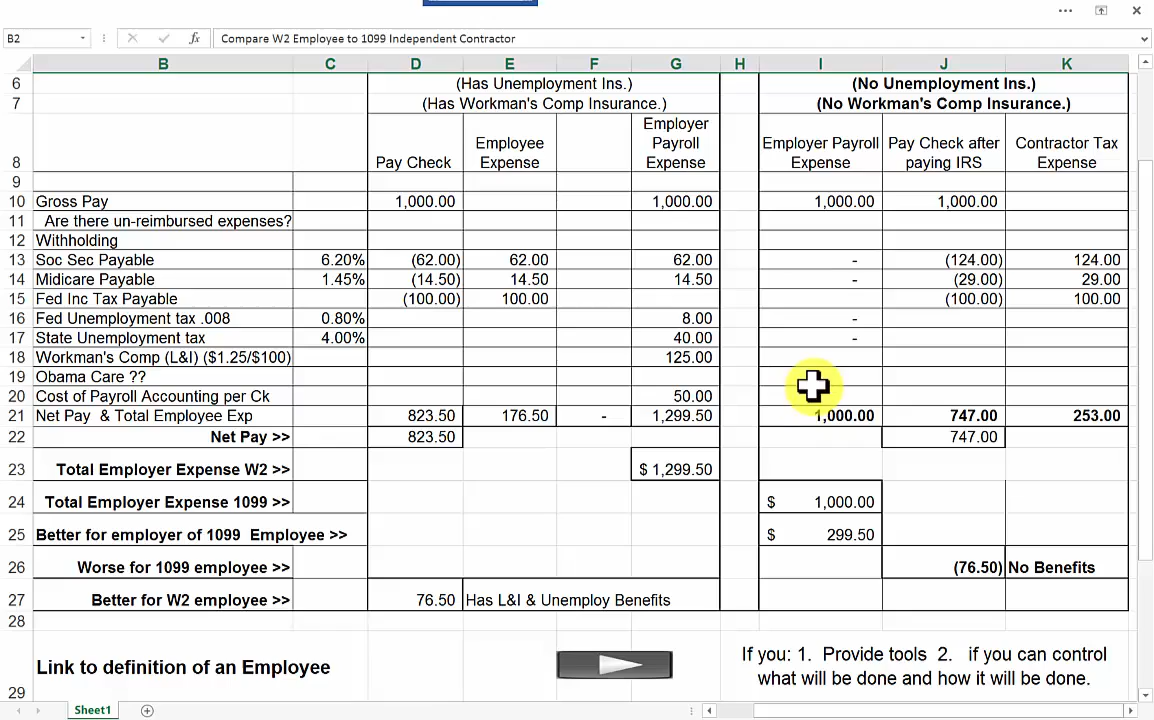 B2 fx Compare W2 Employee to 1099 Independent Contractor
B C D E F G H I J K
6 (Has Unemployment Ins.) (No Unemployment Ins.)
7 (Has Workman's Comp Insurance.) (No Workman's Comp Insurance.)
8 Pay Check Employee Expense Employer Payroll Expense Employer Payroll Expense Pay Check after paying IRS Contractor Tax Expense
9
10 Gross Pay 1,000.00 1,000.00 1,000.00 1,000.00
11 Are there un-reimbursed expenses?
12 Withholding
13 Soc Sec Payable 6.20% (62.00) 62.00 62.00 - (124.00) 124.00
14 Midicare Payable 1.45% (14.50) 14.50 14.50 - (29.00) 29.00
15 Fed Inc Tax Payable (100.00) 100.00 (100.00) 100.00
16 Fed Unemployment tax .008 0.80% 8.00 -
17 State Unemployment tax 4.00% 40.00 -
18 Workman's Comp (L&I) ($1.25/$100) 125.00
19 Obama Care ??
20 Cost of Payroll Accounting per Ck 50.00
21 Net Pay & Total Employee Exp 823.50 176.50 - 1,299.50 1,000.00 747.00 253.00
22 Net Pay >> 823.50 747.00
23 Total Employer Expense W2 >> $ 1,299.50
24 Total Employer Expense 1099 >> $ 1,000.00
25 Better for employer of 1099 Employee >> $ 299.50
26 Worse for 1099 employee >> (76.50) No Benefits
27 Better for W2 employee >> 76.50 Has L&I & Unemploy Benefits
28
29 Link to definition of an Employee
If you: 1. Provide tools 2. if you can control
what will be done and how it will be done.
Sheet1